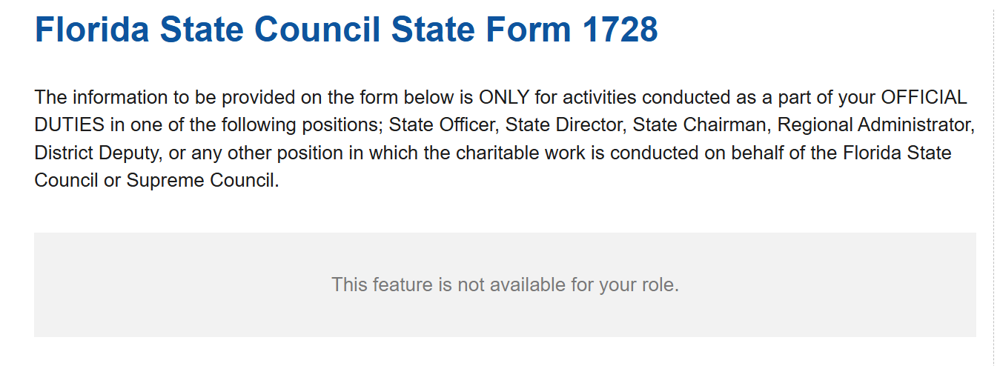 Florida State Council State Form 1728
The information to be provided on the form below is ONLY for activities conducted as a part of your OFFICIAL
DUTIES in one of the following positions; State Officer, State Director, State Chairman, Regional Administrator,
District Deputy, or any other position in which the charitable work is conducted on behalf of the Florida State
Council or Supreme Council.
This feature is not available for your role.